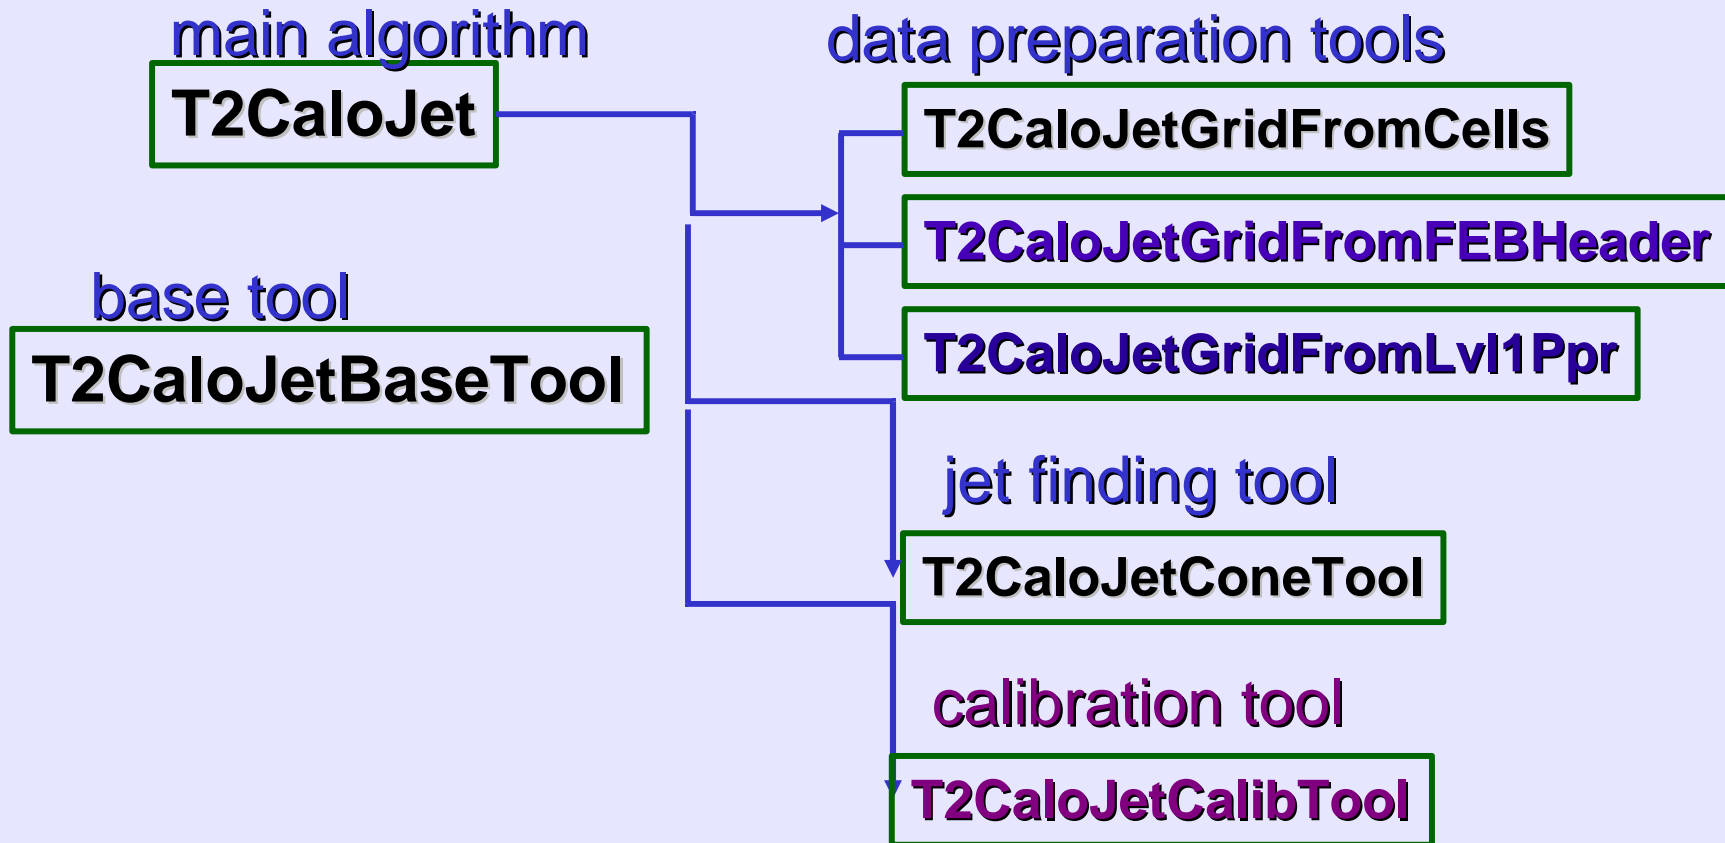 main algorithm
T2CaloJet
base tool
T2CaloJetBaseTool
data preparation tools
T2CaloJetGridFromCells
T2CaloJetGridFromFEBHeader
T2CaloJetGridFromLvl1Ppr
jet finding tool
T2CaloJetConeTool
calibration tool
T2CaloJetCalibTool